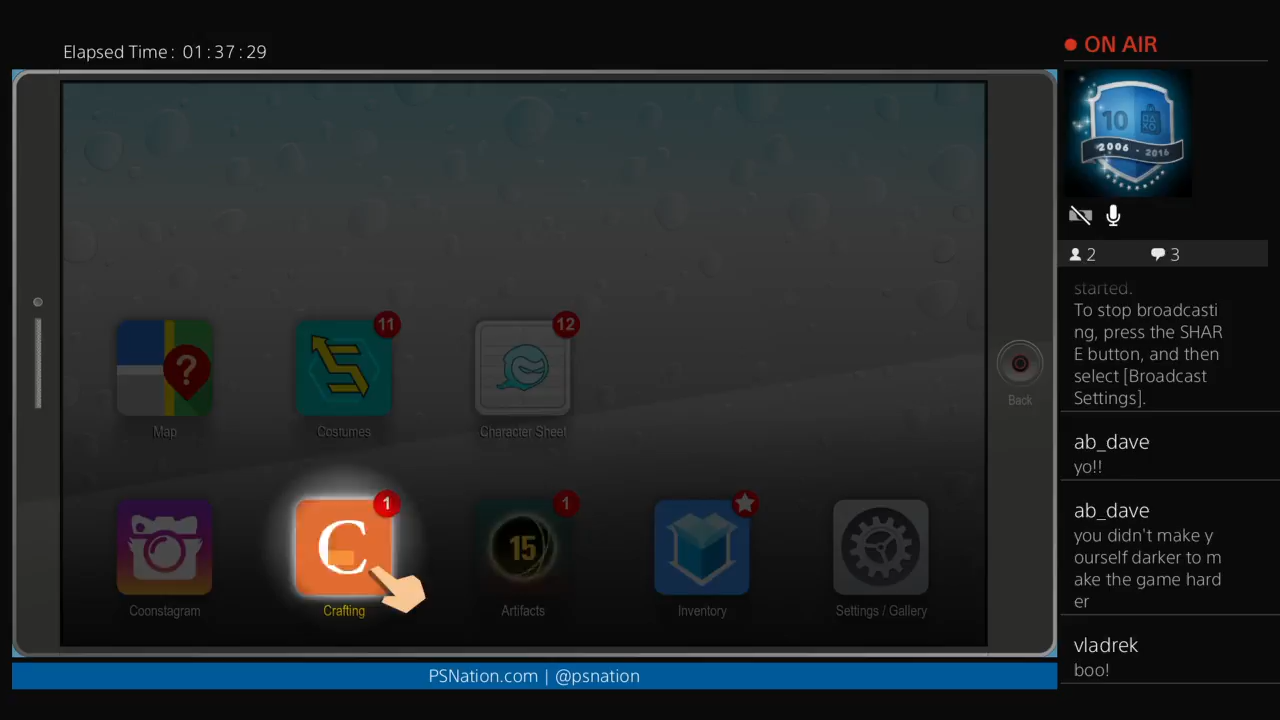 Elapsed Time: 01:37:29
ON AIR
10
2006 - 2016
2
3
started.
To stop broadcasti
ng, press the SHAR
E button, and then
select [Broadcast
Settings].
ab_dave
yo!!
ab_dave
you didn't make y
ourself darker to m
ake the game hard
er
vladrek
boo!
?
11
12
Map
Costumes
Character Sheet
Back
C
1
15
1
Coonstagram
Crafting
Artifacts
Inventory
Settings / Gallery
PSNation.com | @psnation